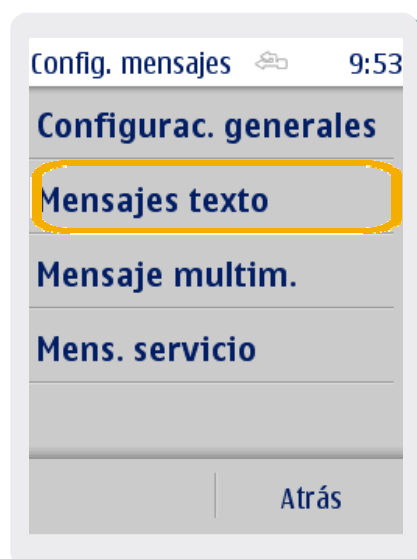 Config. mensajes 9:53
Configurac. generales
Mensajes texto
Mensaje multim.
Mens. servicio
Atrás